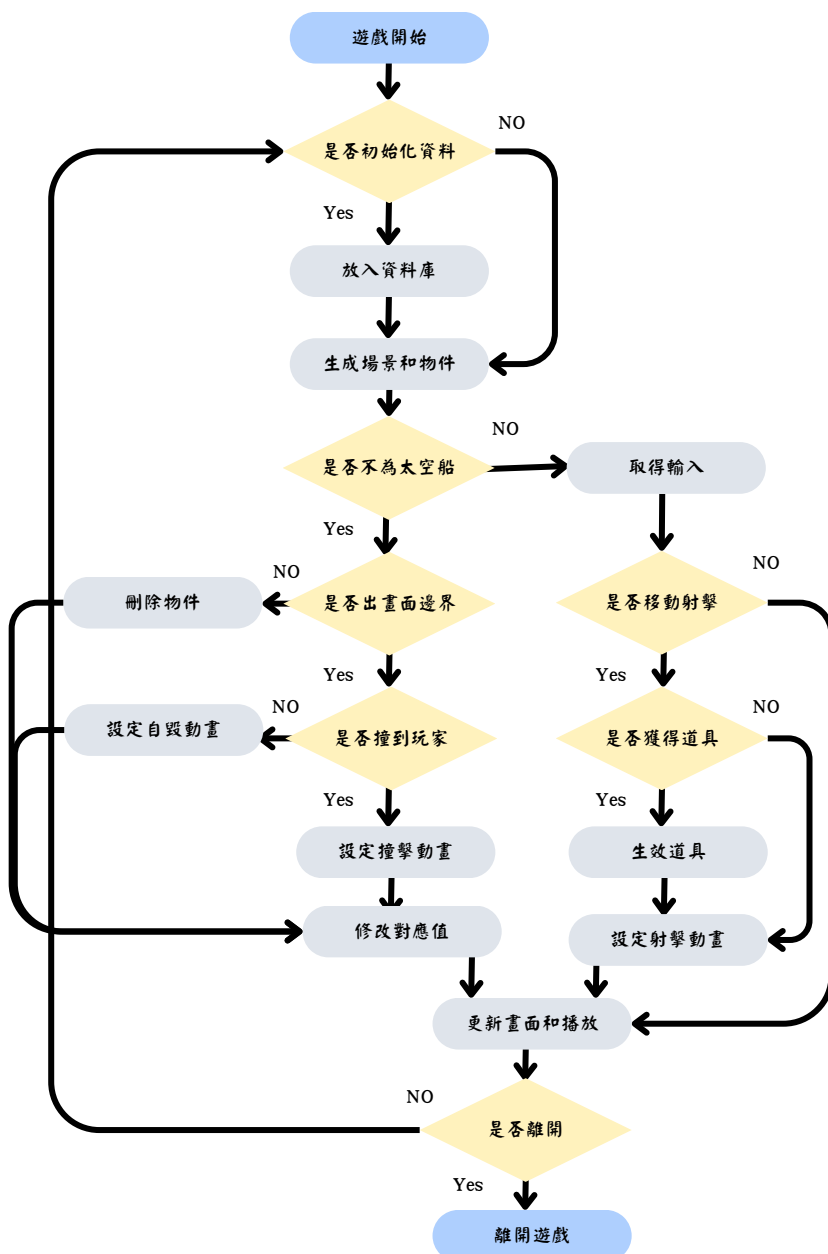 遊戲開始
是否初始化資料
NO
Yes
放入資料庫
生成場景和物件
是否不為太空船
NO
取得輸入
Yes
是否出畫面邊界
NO
刪除物件
是否移動射擊
NO
Yes
Yes
是否撞到玩家
NO
設定自毀動畫
是否獲得道具
NO
Yes
Yes
設定撞擊動畫
生效道具
修改對應值
設定射擊動畫
更新畫面和播放
NO
是否離開
Yes
離開遊戲